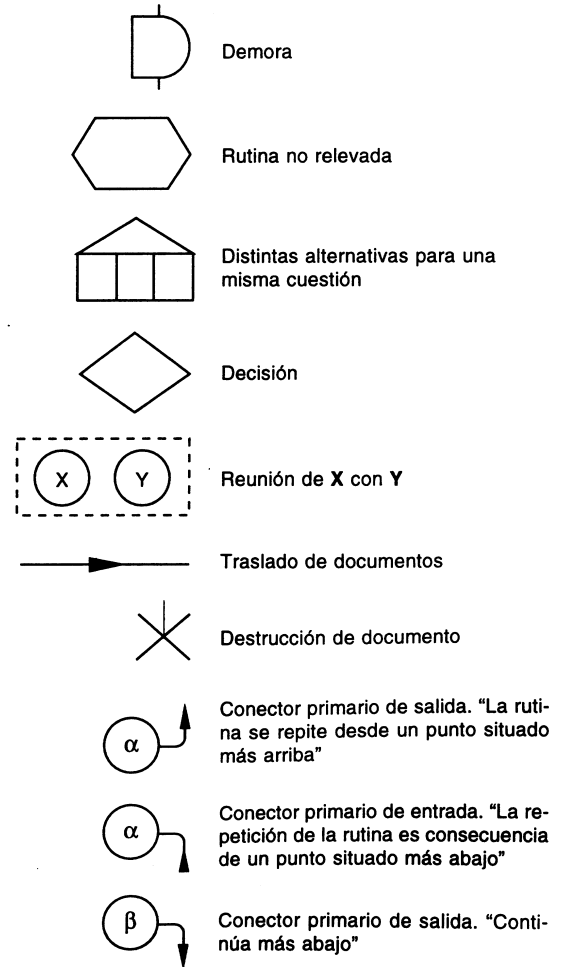 Demora
Rutina no relevada
Distintas alternativas para una
misma cuestión
Decisión
X Y Reunión de X con Y
Traslado de documentos
Destrucción de documento
Conector primario de salida. “La ruti-
na se repite desde un punto situado
más arriba”
α
Conector primario de entrada. “La re-
petición de la rutina es consecuencia
de un punto situado más abajo”
α
Conector primario de salida. “Conti-
núa más abajo”
β